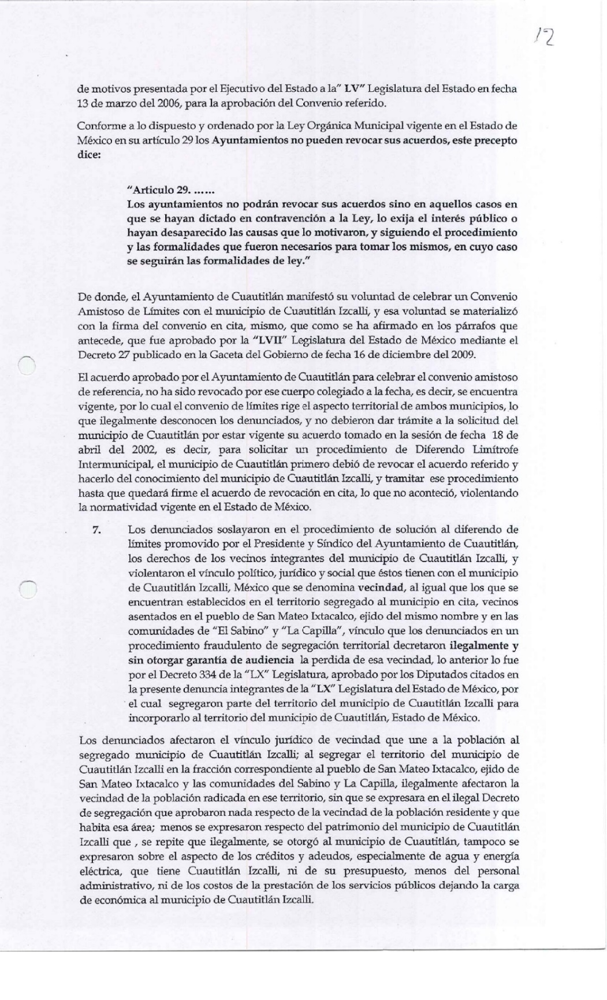 12
de motivos presentada por el Ejecutivo del Estado a la" LV" Legislatura del Estado en fecha
13 de marzo del 2006, para la aprobación del Convenio referido.
Conforme a lo dispuesto y ordenado por la Ley Orgánica Municipal vigente en el Estado de
México en su artículo 29 los Ayuntamientos no pueden revocar sus acuerdos, este precepto
dice:
"Articulo 29. ......
Los ayuntamientos no podrán revocar sus acuerdos sino en aquellos casos en
que se hayan dictado en contravención a la Ley, lo exija el interés público o
hayan desaparecido las causas que lo motivaron, y siguiendo el procedimiento
y las formalidades que fueron necesarios para tomar los mismos, en cuyo caso
se seguirán las formalidades de ley."
De donde, el Ayuntamiento de Cuautitlán manifestó su voluntad de celebrar un Convenio
Amistoso de Límites con el municipio de Cuautitlán Izcalli, y esa voluntad se materializó
con la firma del convenio en cita, mismo, que como se ha afirmado en los párrafos que
antecede, que fue aprobado por la "LVII" Legislatura del Estado de México mediante el
Decreto 27 publicado en la Gaceta del Gobierno de fecha 16 de diciembre del 2009.
El acuerdo aprobado por el Ayuntamiento de Cuautitlán para celebrar el convenio amistoso
de referencia, no ha sido revocado por ese cuerpo colegiado a la fecha, es decir, se encuentra
vigente, por lo cual el convenio de límites rige el aspecto territorial de ambos municipios, lo
que ilegalmente desconocen los denunciados, y no debieron dar trámite a la solicitud del
municipio de Cuautitlán por estar vigente su acuerdo tomado en la sesión de fecha 18 de
abril del 2002, es decir, para solicitar un procedimiento de Diferendo Limítrofe
Intermunicipal, el municipio de Cuautitlán primero debió de revocar el acuerdo referido y
hacerlo del conocimiento del municipio de Cuautitlán Izcalli, y tramitar ese procedimiento
hasta que quedará firme el acuerdo de revocación en cita, lo que no aconteció, violentando
la normatividad vigente en el Estado de México.
7. Los denunciados soslayaron en el procedimiento de solución al diferendo de
límites promovido por el Presidente y Síndico del Ayuntamiento de Cuautitlán,
los derechos de los vecinos integrantes del municipio de Cuautitlán Izcalli, y
violentaron el vínculo político, jurídico y social que éstos tienen con el municipio
de Cuautitlán Izcalli, México que se denomina vecindad, al igual que los que se
encuentran establecidos en el territorio segregado al municipio en cita, vecinos
asentados en el pueblo de San Mateo Ixtacalco, ejido del mismo nombre y en las
comunidades de "El Sabino" y "La Capilla", vínculo que los denunciados en un
procedimiento fraudulento de segregación territorial decretaron ilegalmente y
sin otorgar garantía de audiencia la perdida de esa vecindad, lo anterior lo fue
por el Decreto 334 de la "LX" Legislatura, aprobado por los Diputados citados en
la presente denuncia integrantes de la "LX" Legislatura del Estado de México, por
el cual segregaron parte del territorio del municipio de Cuautitlán Izcalli para
incorporarlo al territorio del municipio de Cuautitlán, Estado de México.
Los denunciados afectaron el vínculo jurídico de vecindad que une a la población al
segregado municipio de Cuautitlán Izcalli; al segregar el territorio del municipio de
Cuautitlán Izcalli en la fracción correspondiente al pueblo de San Mateo Ixtacalco, ejido de
San Mateo Ixtacalco y las comunidades del Sabino y La Capilla, ilegalmente afectaron la
vecindad de la población radicada en ese territorio, sin que se expresara en el ilegal Decreto
de segregación que aprobaron nada respecto de la vecindad de la población residente y que
habita esa área; menos se expresaron respecto del patrimonio del municipio de Cuautitlán
Izcalli que , se repite que ilegalmente, se otorgó al municipio de Cuautitlán, tampoco se
expresaron sobre el aspecto de los créditos y adeudos, especialmente de agua y energía
eléctrica, que tiene Cuautitlán Izcalli, ni de su presupuesto, menos del personal
administrativo, ni de los costos de la prestación de los servicios públicos dejando la carga
de económica al municipio de Cuautitlán Izcalli.